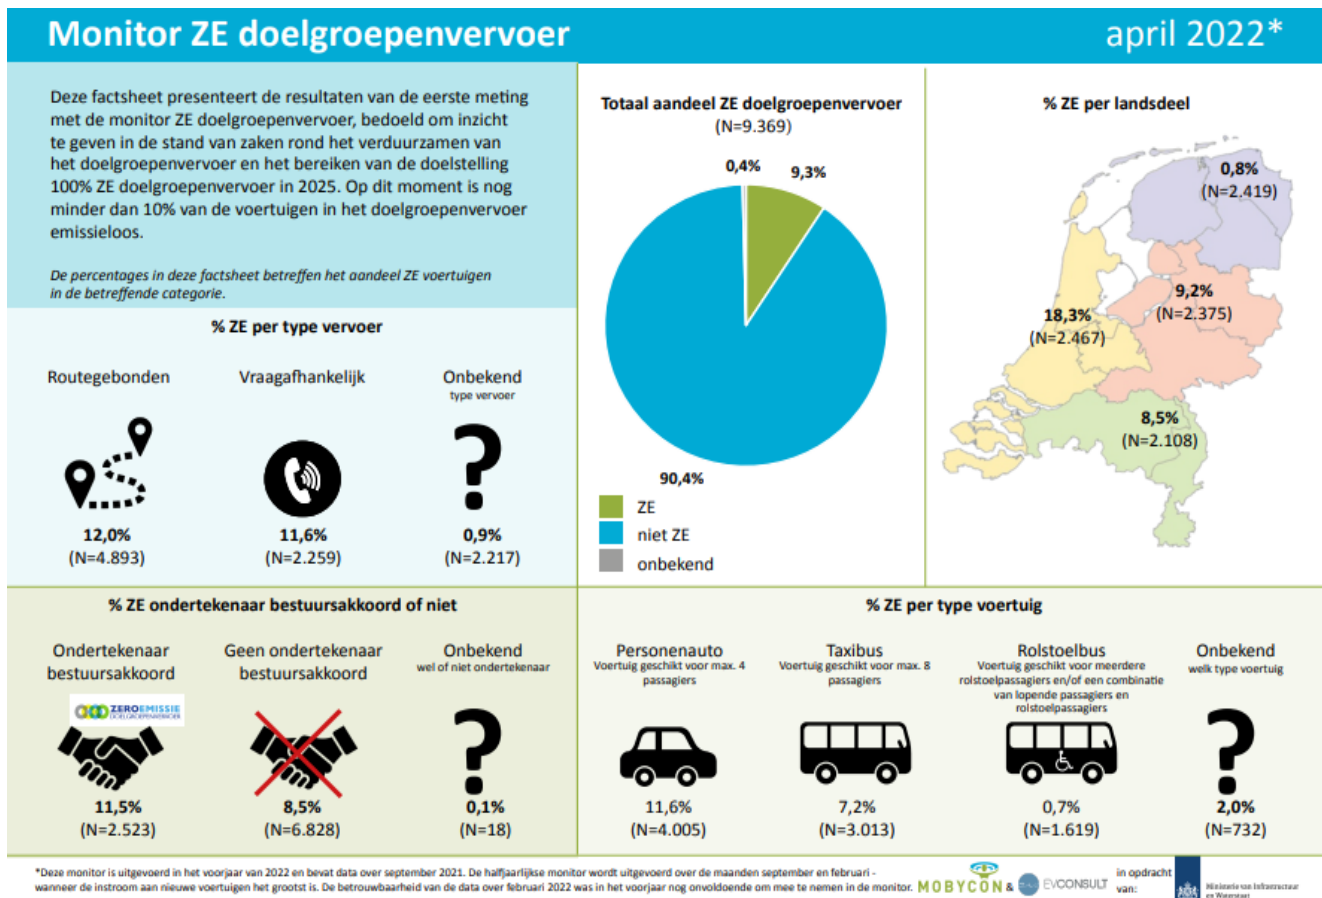 Monitor ZE doelgroepenvervoer
april 2022*
Deze factsheet presenteert de resultaten van de eerste meting
met de monitor ZE doelgroepenvervoer, bedoeld om inzicht
te geven in de stand van zaken rond het verduurzamen van
het doelgroepenvervoer en het bereiken van de doelstelling
100% ZE doelgroepenvervoer in 2025. Op dit moment is nog
minder dan 10% van de voertuigen in het doelgroepenvervoer
emissieloos.
De percentages in deze factsheet betreffen het aandeel ZE voertuigen
in de betreffende categorie.
% ZE per type vervoer
Routegebonden
12,0%
(N=4.893)
Vraagafhankelijk
11,6%
(N=2.259)
Onbekend
type vervoer
?
0,9%
(N=2.217)
Totaal aandeel ZE doelgroepenvervoer
(N=9.369)
0,4%
9,3%
90,4%
ZE
niet ZE
onbekend
% ZE per landsdeel
0,8%
(N=2.419)
9,2%
(N=2.375)
18,3%
(N=2.467)
8,5%
(N=2.108)
% ZE ondertekenaar bestuursakkoord of niet
Ondertekenaar
bestuursakkoord
ZEROEMISSIE
DOELGROEPENVERVOER
11,5%
(N=2.523)
Geen ondertekenaar
bestuursakkoord
8,5%
(N=6.828)
Onbekend
wel of niet ondertekenaar
?
0,1%
(N=18)
% ZE per type voertuig
Personenauto
Voertuig geschikt voor max. 4
passagiers
11,6%
(N=4.005)
Taxibus
Voertuig geschikt voor max. 8
passagiers
7,2%
(N=3.013)
Rolstoelbus
Voertuig geschikt voor meerdere
rolstoelpassagiers en/of een combinatie
van lopende passagiers en
rolstoelpassagiers
0,7%
(N=1.619)
Onbekend
welk type voertuig
?
2,0%
(N=732)
*Deze monitor is uitgevoerd in het voorjaar van 2022 en bevat data over september 2021. De halfjaarlijkse monitor wordt uitgevoerd over de maanden september en februari -
wanneer de instroom aan nieuwe voertuigen het grootst is. De betrouwbaarheid van de data over februari 2022 was in het voorjaar nog onvoldoende om mee te nemen in de monitor.
MOBYCON & EVCONSULT
in opdracht
van:
Ministerie van Infrastructuur
en Waterstaat